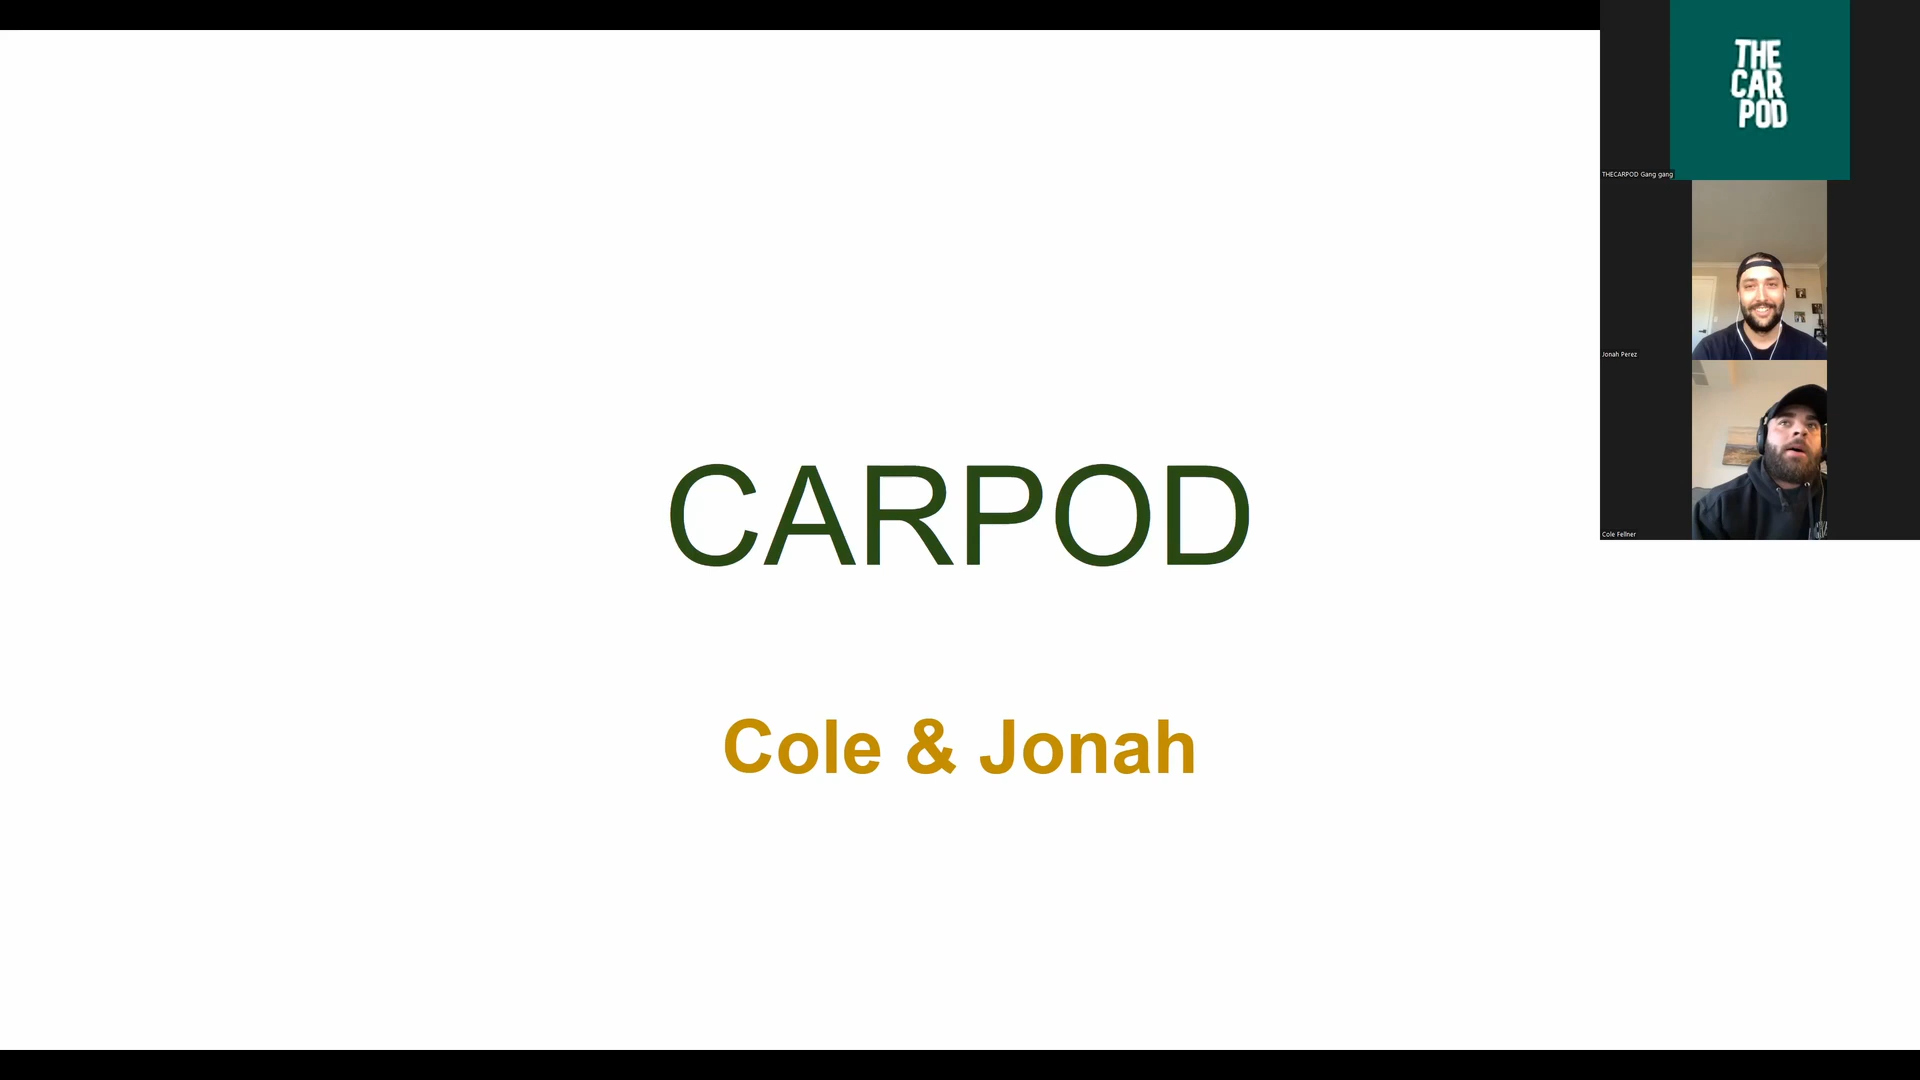 THE
CAR
POD
THECARPOD Gang gang
Jonah Perez
Cole Fellner
CARPOD
Cole & Jonah